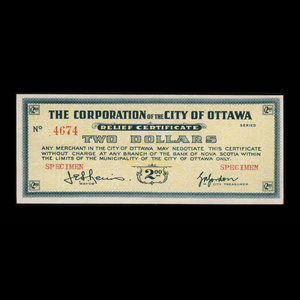 THE CORPORATION OF THE CITY OF OTTAWA
SERIES
Nº 4674
RELIEF CERTIFICATE
TWO DOLLARS
ANY MERCHANT IN THE CITY OF OTTAWA MAY NEGOTIATE THIS CERTIFICATE
WITHOUT CHARGE AT ANY BRANCH OF THE BANK OF NOVA SCOTIA WITHIN
THE LIMITS OF THE MUNICIPALITY OF THE CITY OF OTTAWA ONLY.
SPECIMEN SPECIMEN
2.00
MAYOR CITY TREASURER